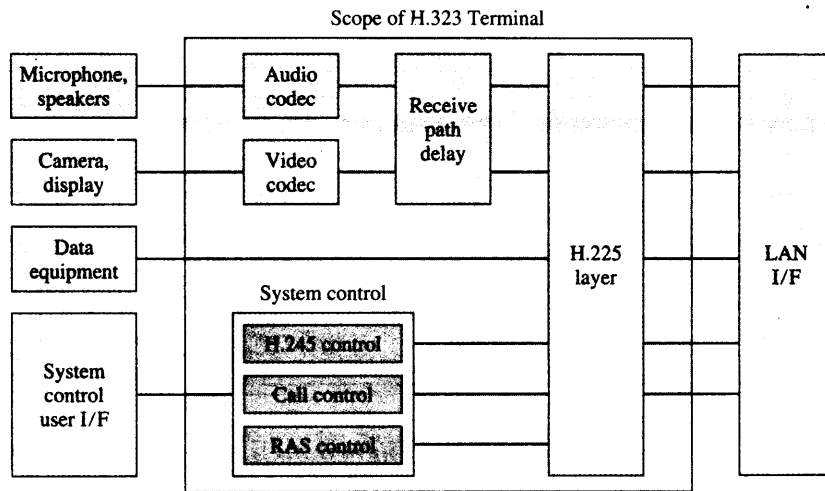 Scope of H.323 Terminal
Microphone,
speakers
Audio
codec
Receive
path
delay
Camera,
display
Video
codec
Data
equipment
H.225
layer
LAN
I/F
System control
H.245 control
Call control
RAS control
System
control
user I/F